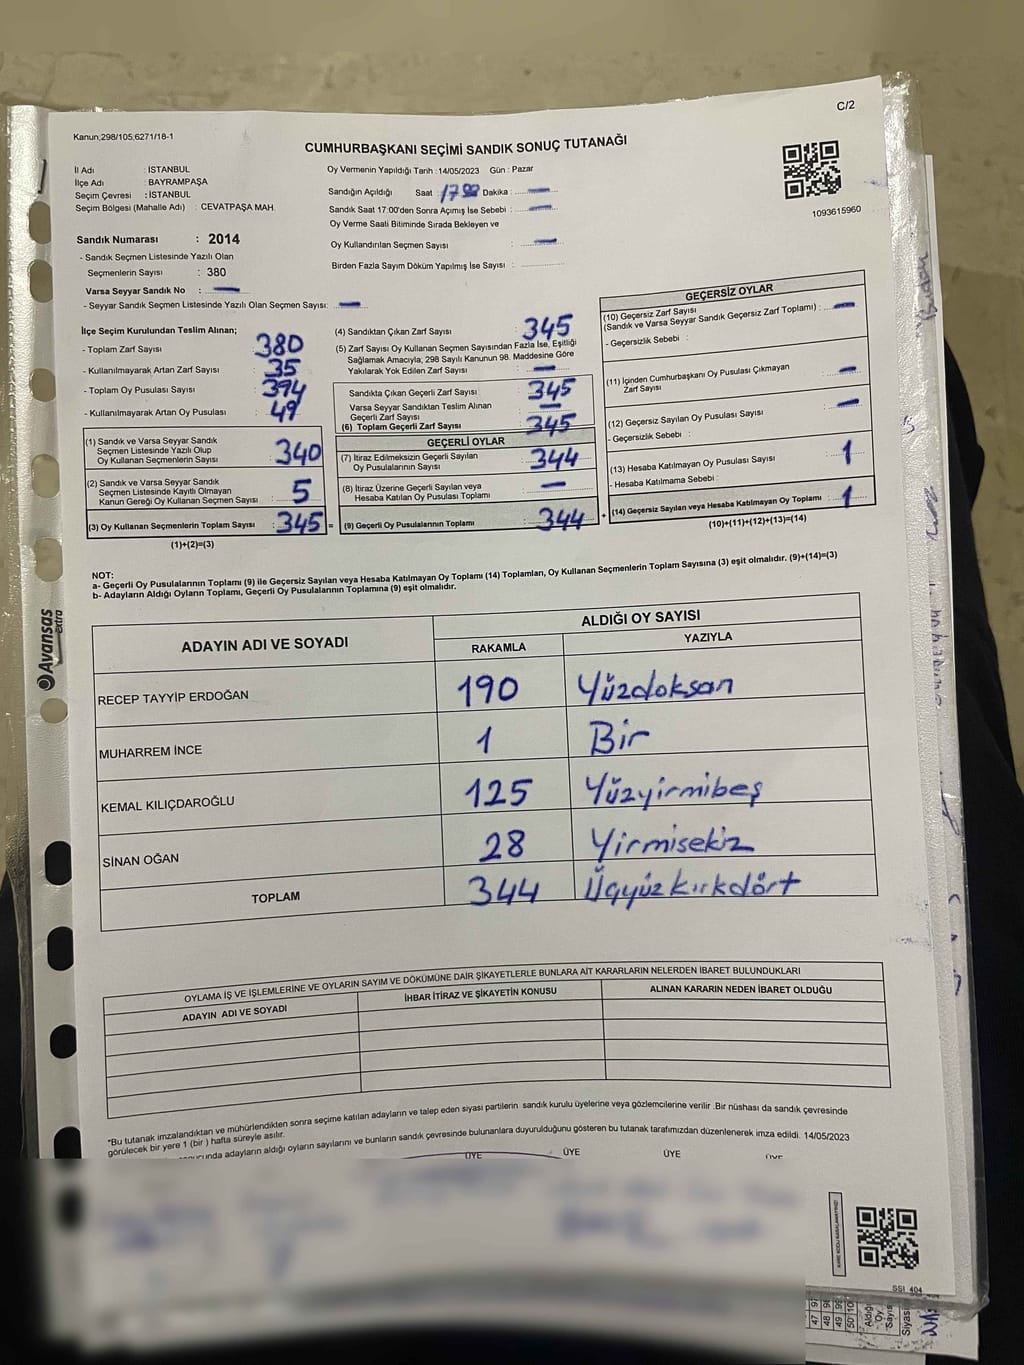 C/2
Kanun,298/105,6271/18-1
CUMHURBAŞKANI SEÇİMİ SANDIK SONUÇ TUTANAĞI
İl Adı : İSTANBUL
İlçe Adı : BAYRAMPAŞA
Seçim Çevresi : İSTANBUL
Seçim Bölgesi (Mahalle Adı) : CEVATPAŞA MAH.
Sandık Numarası : 2014
- Sandık Seçmen Listesinde Yazılı Olan
Seçmenlerin Sayısı : 380
Varsa Seyyar Sandık No :
- Seyyar Sandık Seçmen Listesinde Yazılı Olan Seçmen Sayısı:
Oy Vermenin Yapıldığı Tarih :14/05/2023 Gün : Pazar
Sandığın Açıldığı Saat : 17 00 Dakika :
Sandık Saat 17:00'den Sonra Açımış İse Sebebi :
Oy Verme Saati Bitiminde Sırada Bekleyen ve
Oy Kullandırılan Seçmen Sayısı :
Birden Fazla Sayım Döküm Yapılmış İse Sayısı :
1093615960
İlçe Seçim Kurulundan Teslim Alınan;
- Toplam Zarf Sayısı : 380
- Kullanılmayarak Artan Zarf Sayısı : 35
- Toplam Oy Pusulası Sayısı : 394
- Kullanılmayarak Artan Oy Pusulası : 49
(1) Sandık ve Varsa Seyyar Sandık
Seçmen Listesinde Yazılı Olup
Oy Kullanan Seçmenlerin Sayısı : 340
(2) Sandık ve Varsa Seyyar Sandık
Seçmen Listesinde Kayıtlı Olmayan
Kanun Gereği Oy Kullanan Seçmen Sayısı : 5
(3) Oy Kullanan Seçmenlerin Toplam Sayısı : 345 =
(1)+(2)=(3)
(4) Sandıktan Çıkan Zarf Sayısı : 345
(5) Zarf Sayısı Oy Kullanan Seçmen Sayısından Fazla İse, Eşitliği
Sağlamak Amacıyla, 298 Sayılı Kanunun 98. Maddesine Göre
Yakılarak Yok Edilen Zarf Sayısı :
Sandıkta Çıkan Geçerli Zarf Sayısı : 345
Varsa Seyyar Sandıktan Teslim Alınan
Geçerli Zarf Sayısı :
(6) Toplam Geçerli Zarf Sayısı : 345
GEÇERLİ OYLAR
(7) İtiraz Edilmeksizin Geçerli Sayılan
Oy Pusulalarının Sayısı : 344
(8) İtiraz Üzerine Geçerli Sayılan veya
Hesaba Katılan Oy Pusulası Toplamı :
(9) Geçerli Oy Pusulalarının Toplamı : 344 +
GEÇERSİZ OYLAR
(10) Geçersiz Zarf Sayısı
(Sandık ve Varsa Seyyar Sandık Geçersiz Zarf Toplamı) :
- Geçersizlik Sebebi :
(11) İçinden Cumhurbaşkanı Oy Pusulası Çıkmayan
Zarf Sayısı :
(12) Geçersiz Sayılan Oy Pusulası Sayısı :
- Geçersizlik Sebebi :
(13) Hesaba Katılmayan Oy Pusulası Sayısı : 1
- Hesaba Katılmama Sebebi :
(14) Geçersiz Sayılan veya Hesaba Katılmayan Oy Toplamı : 1
(10)+(11)+(12)+(13)=(14)
NOT:
a- Geçerli Oy Pusulalarının Toplamı (9) ile Geçersiz Sayılan veya Hesaba Katılmayan Oy Toplamı (14) Toplamları, Oy Kullanan Seçmenlerin Toplam Sayısına (3) eşit olmalıdır. (9)+(14)=(3)
b- Adayların Aldığı Oyların Toplamı, Geçerli Oy Pusulalarının Toplamına (9) eşit olmalıdır.
Avansas
extra
ADAYIN ADI VE SOYADI ALDIĞI OY SAYISI
RAKAMLA YAZIYLA
RECEP TAYYİP ERDOĞAN 190 Yüzdoksan
MUHARREM İNCE 1 Bir
KEMAL KILIÇDAROĞLU 125 Yüzyirmibeş
SİNAN OĞAN 28 Yirmisekiz
TOPLAM 344 Üçyüzkırkdört
OYLAMA İŞ VE İŞLEMLERİNE VE OYLARIN SAYIM VE DÖKÜMÜNE DAİR ŞİKAYETLERLE BUNLARA AİT KARARLARIN NELERDEN İBARET BULUNDUKLARI
ADAYIN ADI VE SOYADI İHBAR İTİRAZ VE ŞİKAYETİN KONUSU ALINAN KARARIN NEDEN İBARET OLDUĞU
*Bu tutanak imzalandıktan ve mühürlendikten sonra seçime katılan adayların ve talep eden siyasi partilerin sandık kurulu üyelerine veya gözlemcilerine verilir .Bir nüshası da sandık çevresinde
görülecek bir yere 1 (bir ) hafta süreyle asılır.
adayların aldığı oyların sayılarını ve bunların sandık çevresinde bulunanlara duyurulduğunu gösteren bu tutanak tarafımızdan düzenlenerek imza edildi. 14/05/2023
ÜYE ÜYE ÜYE ÜYE
SSI 404
47
48
49
50
Aldığı
Oy
Sayısı